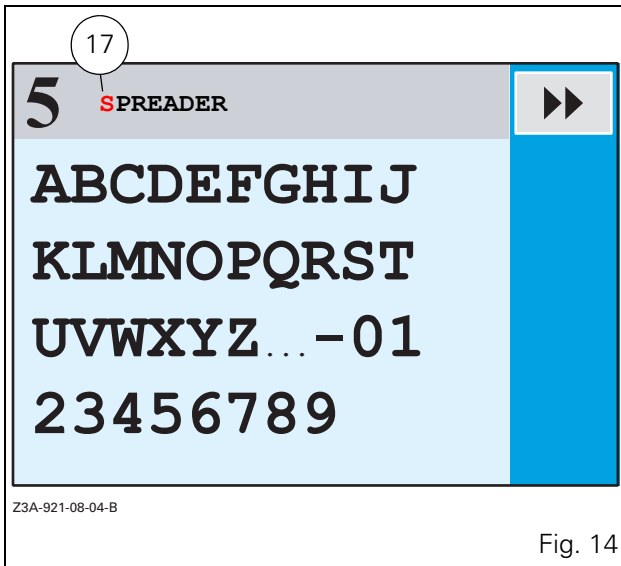 17
5 SPREADER
ABCDEFGHIJ
KLMNOPQRST
UVWXYZ...-01
23456789
Z3A-921-08-04-B
Fig. 14